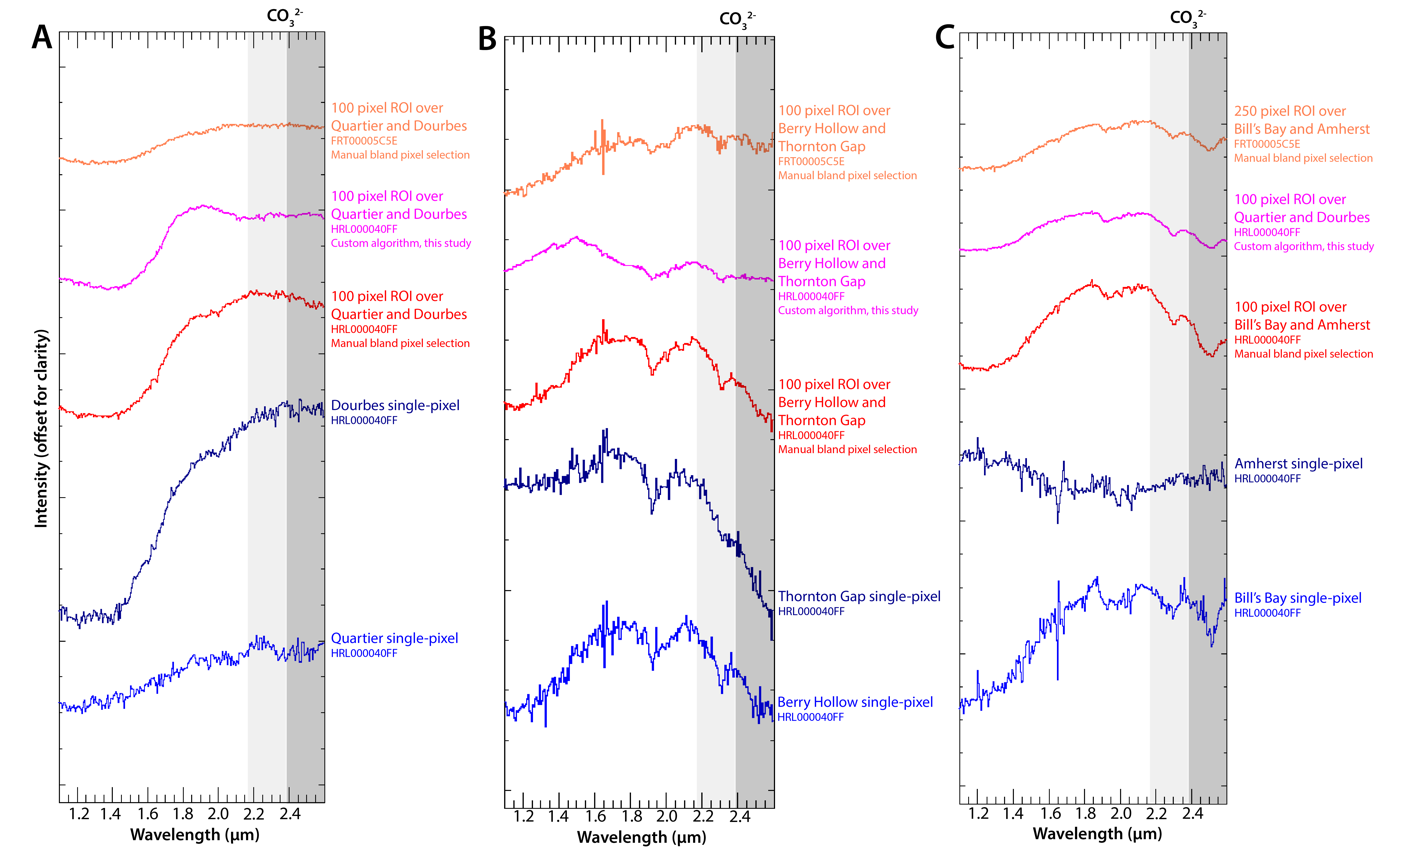 A
CO₃²⁻
100 pixel ROI over
Quartier and Dourbes
FRT00005C5E
Manual bland pixel selection
100 pixel ROI over
Quartier and Dourbes
HRL000040FF
Custom algorithm, this study
100 pixel ROI over
Quartier and Dourbes
HRL000040FF
Manual bland pixel selection
Dourbes single-pixel
HRL000040FF
Quartier single-pixel
HRL000040FF
Intensity (offset for clarity)
1.2 1.4 1.6 1.8 2.0 2.2 2.4
Wavelength (μm)
B
CO₃²⁻
100 pixel ROI over
Berry Hollow and
Thornton Gap
FRT00005C5E
Manual bland pixel selection
100 pixel ROI over
Berry Hollow and
Thornton Gap
HRL000040FF
Custom algorithm, this study
100 pixel ROI over
Berry Hollow and
Thornton Gap
HRL000040FF
Manual bland pixel selection
Thornton Gap single-pixel
HRL000040FF
Berry Hollow single-pixel
HRL000040FF
1.2 1.4 1.6 1.8 2.0 2.2 2.4
Wavelength (μm)
C
CO₃²⁻
250 pixel ROI over
Bill's Bay and Amherst
FRT00005C5E
Manual bland pixel selection
100 pixel ROI over
Quartier and Dourbes
HRL000040FF
Custom algorithm, this study
100 pixel ROI over
Bill's Bay and Amherst
HRL000040FF
Manual bland pixel selection
Amherst single-pixel
HRL000040FF
Bill's Bay single-pixel
HRL000040FF
1.2 1.4 1.6 1.8 2.0 2.2 2.4
Wavelength (μm)